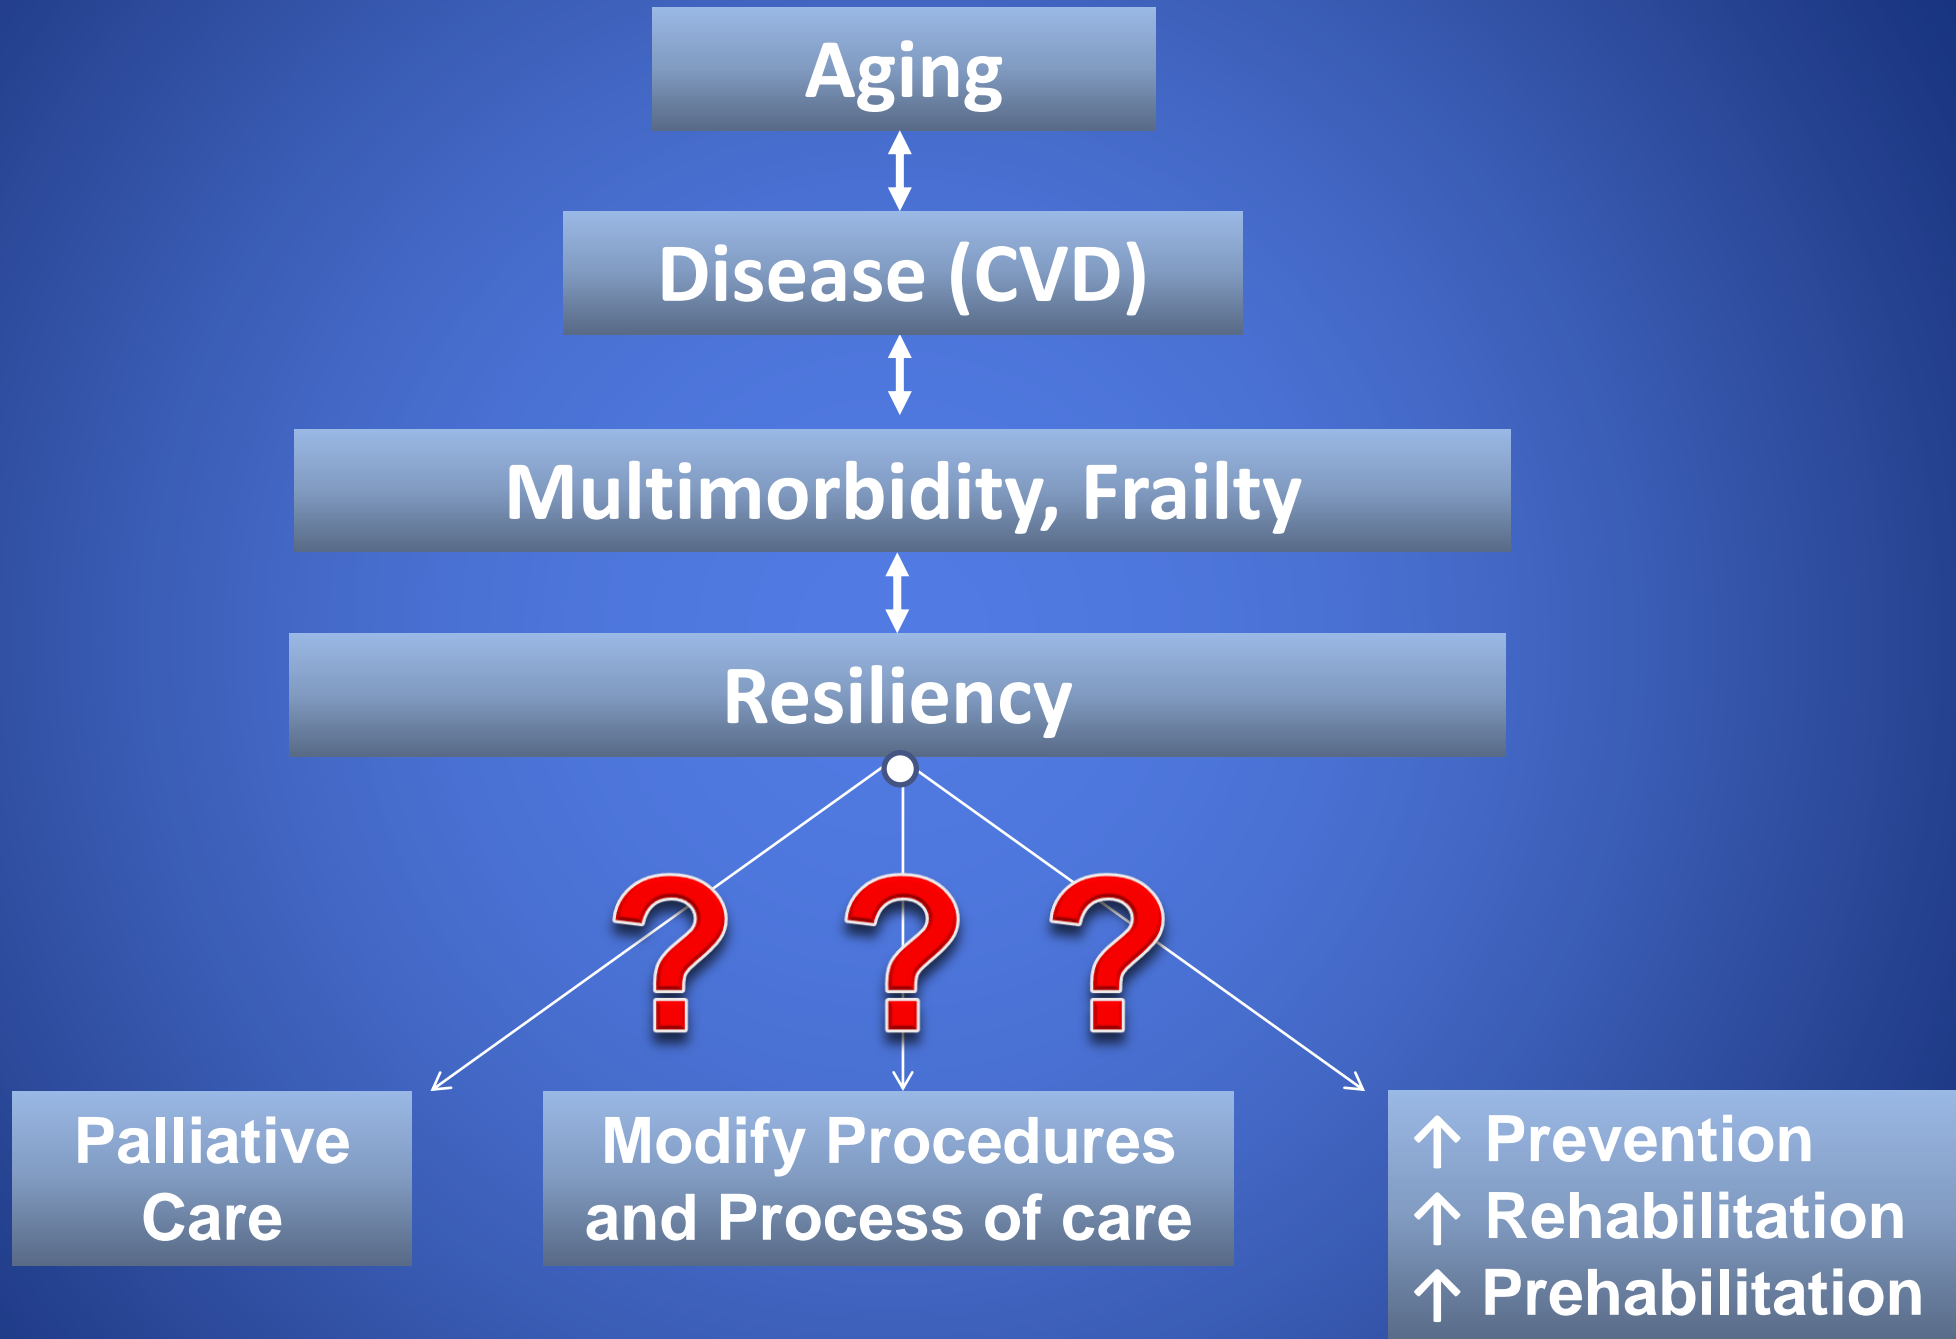 Aging
Disease (CVD)
Multimorbidity, Frailty
Resiliency
? ? ?
Palliative
Care
Modify Procedures
and Process of care
↑ Prevention
↑ Rehabilitation
↑ Prehabilitation